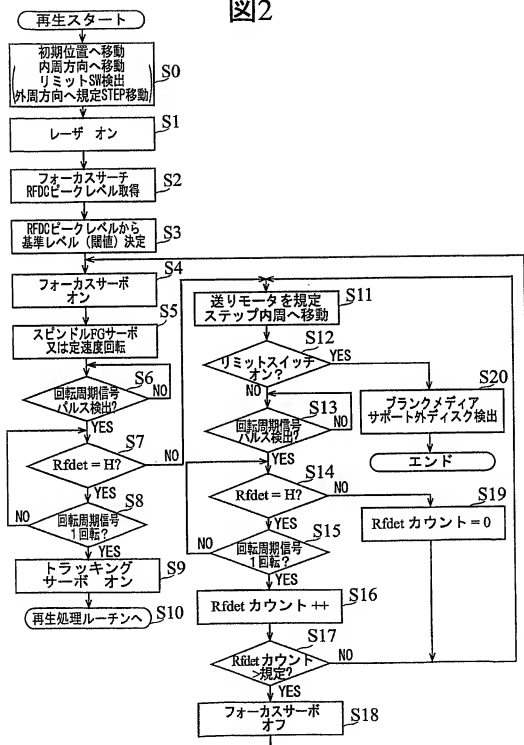 図2
再生スタート
初期位置へ移動
内周方向へ移動
リミットSW検出
外周方向へ規定STEP移動
S0
レーザ オン
S1
フォーカスサーチ
RFDCピークレベル取得
S2
RFDCピークレベルから
基準レベル（閾値）決定
S3
フォーカスサーボ
オン
S4
スピンドルFGサーボ
又は定速度回転
S5
回転周期信号
パルス検出?
S6
NO
YES
Rfdet = H?
S7
NO
YES
回転周期信号
1回転?
S8
NO
YES
トラッキング
サーボ オン
S9
再生処理ルーチンへ
S10
送りモータを規定
ステップ内周へ移動
S11
リミットスイッチ
オン?
S12
YES
NO
回転周期信号
パルス検出?
S13
NO
YES
Rfdet = H?
S14
NO
YES
回転周期信号
1回転?
S15
NO
YES
Rfdet カウント ++
S16
Rfdet カウント
>規定?
S17
NO
YES
フォーカスサーボ
オフ
S18
Rfdet カウント = 0
S19
ブランクメディア
サポート外ディスク検出
S20
エンド